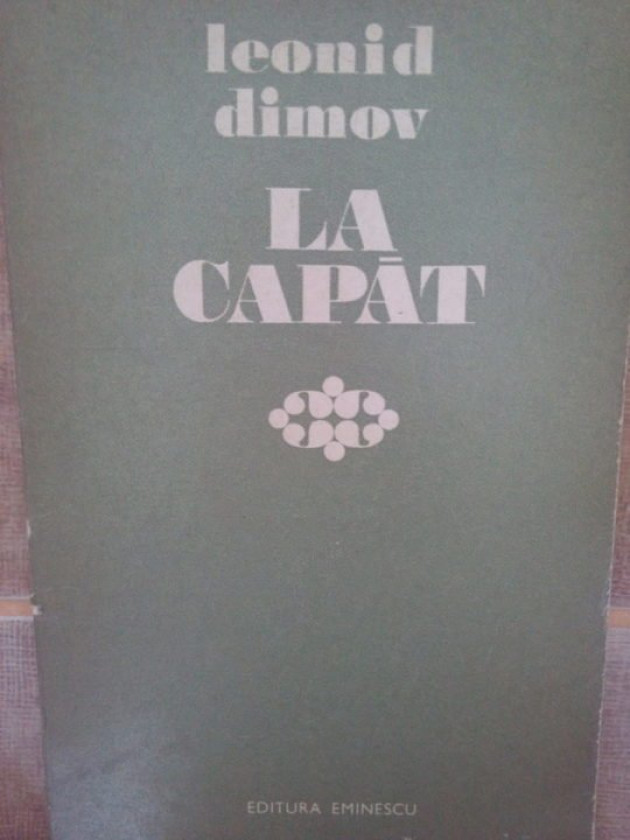 leonid
dimov
LA
CAPĂT
EDITURA EMINESCU